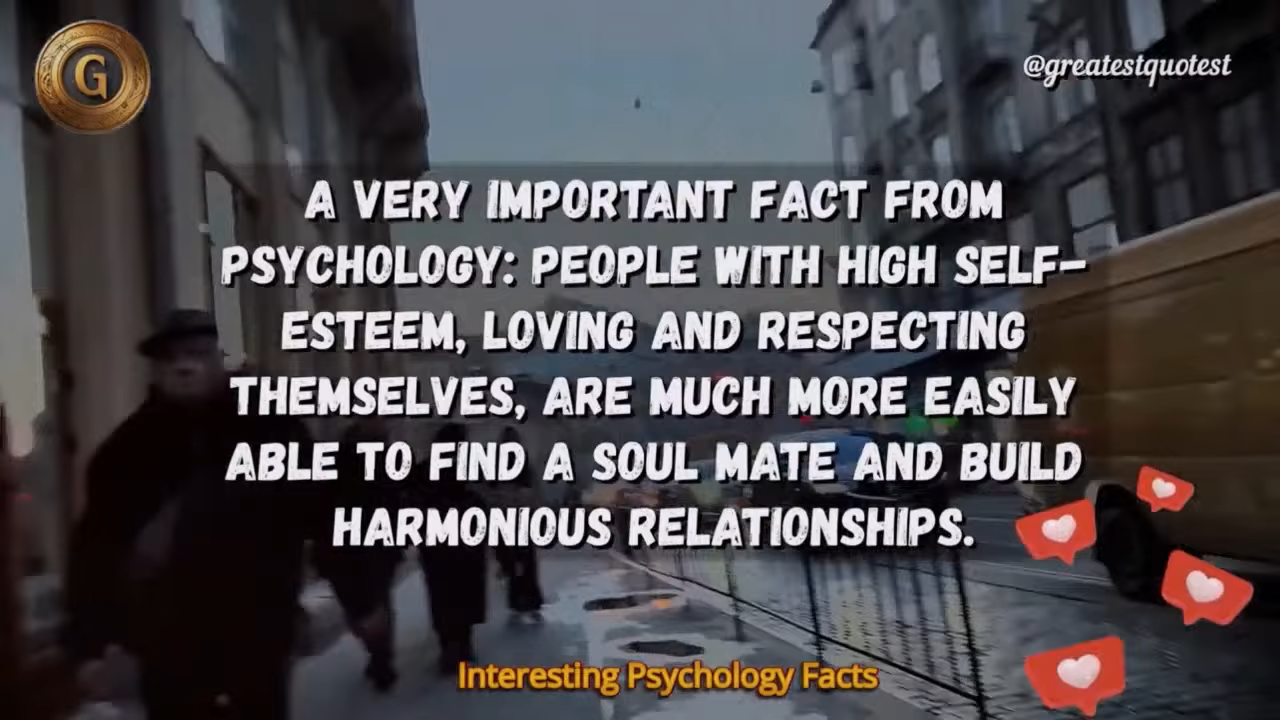 G
@greatestquotest
A VERY IMPORTANT FACT FROM
PSYCHOLOGY: PEOPLE WITH HIGH SELF-
ESTEEM, LOVING AND RESPECTING
THEMSELVES, ARE MUCH MORE EASILY
ABLE TO FIND A SOUL MATE AND BUILD
HARMONIOUS RELATIONSHIPS.
Interesting Psychology Facts